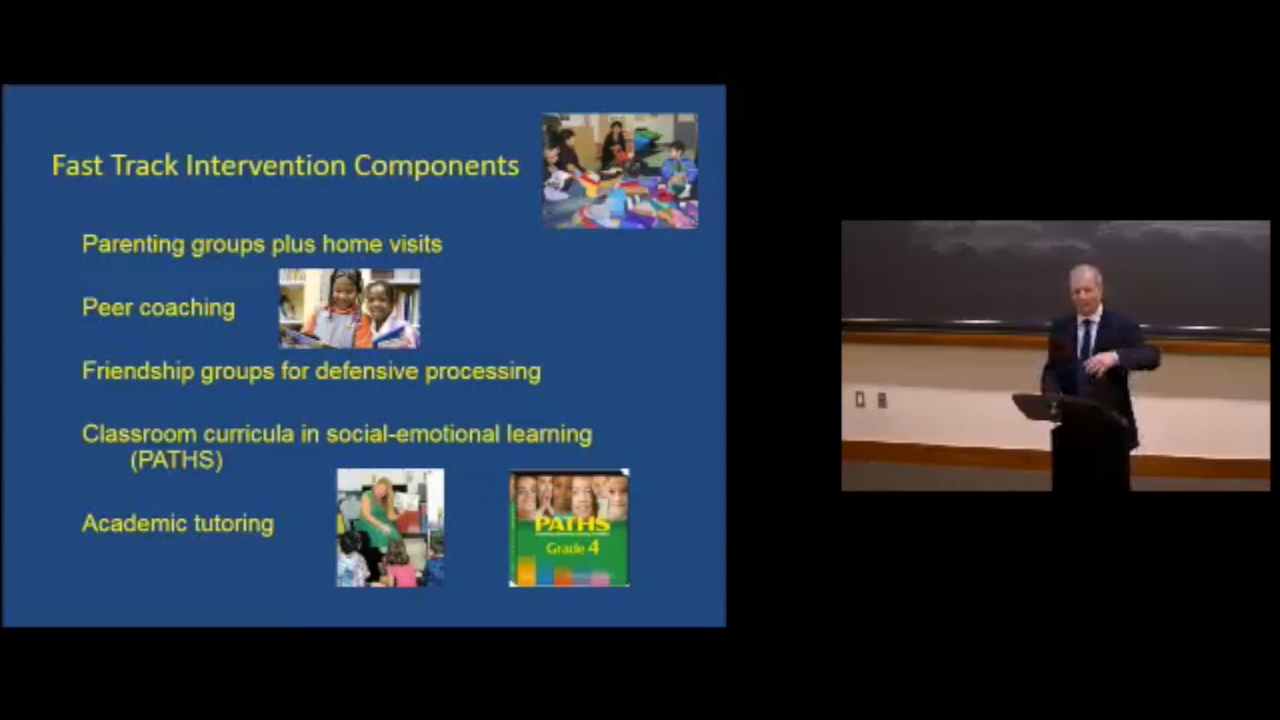 Fast Track Intervention Components
Parenting groups plus home visits
Peer coaching
Friendship groups for defensive processing
Classroom curricula in social-emotional learning
(PATHS)
Academic tutoring
PATHS
Grade 4